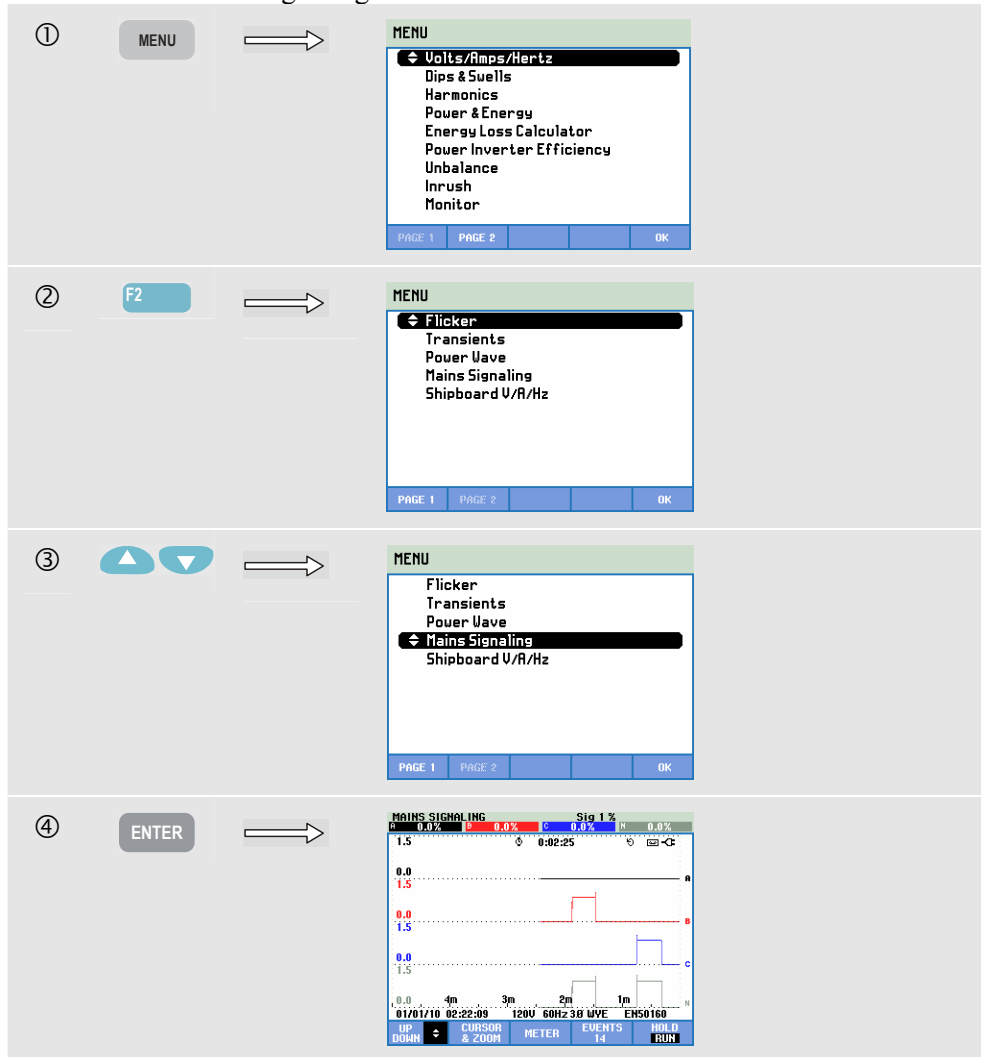 ① MENU
MENU
Volts/Amps/Hertz
Dips & Swells
Harmonics
Power & Energy
Energy Loss Calculator
Power Inverter Efficiency
Unbalance
Inrush
Monitor
PAGE 1 PAGE 2 OK
② F2
MENU
Flicker
Transients
Power Wave
Mains Signaling
Shipboard V/A/Hz
PAGE 1 PAGE 2 OK
③
MENU
Flicker
Transients
Power Wave
Mains Signaling
Shipboard V/A/Hz
PAGE 1 PAGE 2 OK
④ ENTER
MAINS SIGNALING Sig 1 %
A 0.0% B 0.0% C 0.0% N 0.0%
1.5 0:02:25
0.0 A
1.5
0.0 B
1.5
0.0 C
1.5
0.0 4m 3m 2m 1m N
01/01/10 02:22:09 120V 60Hz 3Ø WYE EN50160
UP DOWN CURSOR & ZOOM METER EVENTS 14 HOLD RUN